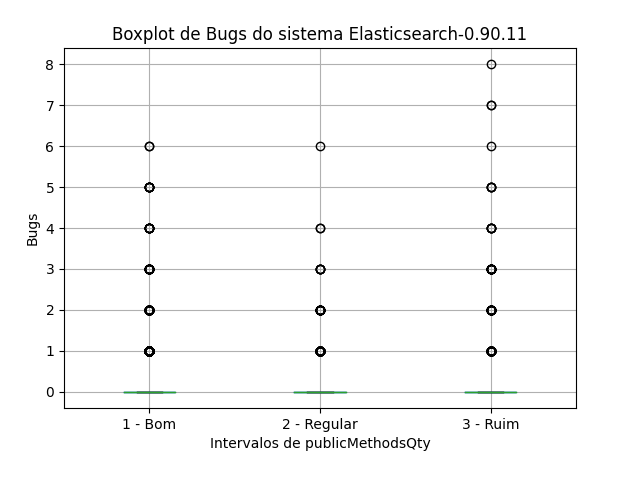 Boxplot de Bugs do sistema Elasticsearch-0.90.11
8
7
6
5
4
3
2
1
0
Bugs
1 - Bom
2 - Regular
3 - Ruim
Intervalos de publicMethodsQty